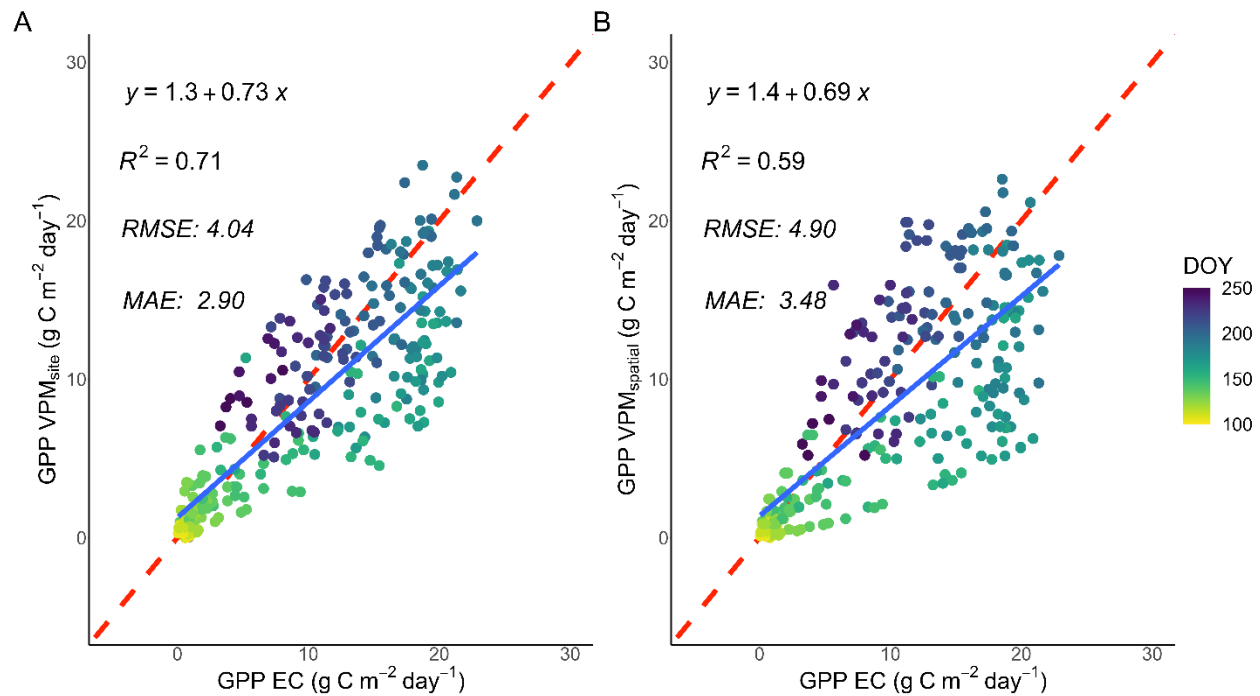 A
30
20
10
0
GPP VPMsite (g C m⁻² day⁻¹)
y = 1.3 + 0.73 x
R² = 0.71
RMSE: 4.04
MAE: 2.90
0
10
20
30
GPP EC (g C m⁻² day⁻¹)
B
30
20
10
0
GPP VPMspatial (g C m⁻² day⁻¹)
y = 1.4 + 0.69 x
R² = 0.59
RMSE: 4.90
MAE: 3.48
0
10
20
30
GPP EC (g C m⁻² day⁻¹)
DOY
250
200
150
100